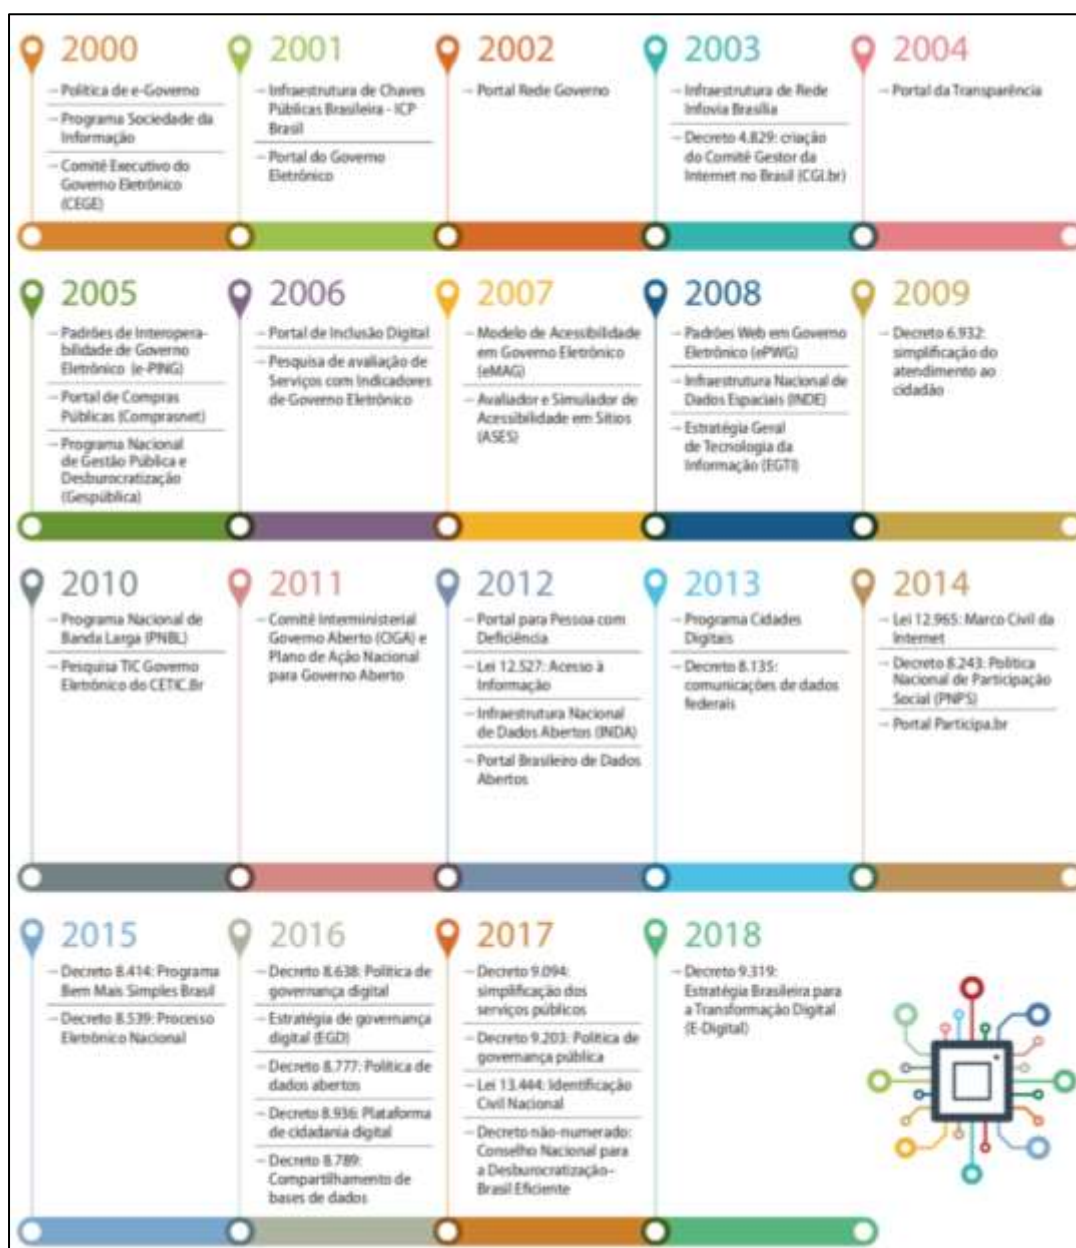 2000
– Política de e-Governo
– Programa Sociedade da
Informação
– Comitê Executivo do
Governo Eletrônico
(CEGE)
2001
– Infraestrutura de Chaves
Públicas Brasileira - ICP
Brasil
– Portal do Governo
Eletrônico
2002
– Portal Rede Governo
2003
– Infraestrutura de Rede
Infovia Brasília
– Decreto 4.829: criação
do Comitê Gestor da
Internet no Brasil (CGI.br)
2004
– Portal da Transparência
2005
– Padrões de Interopera-
bilidade de Governo
Eletrônico (e-PING)
– Portal de Compras
Públicas (Comprasnet)
– Programa Nacional
de Gestão Pública e
Desburocratização
(Gespública)
2006
– Portal de Inclusão Digital
– Pesquisa de avaliação de
Serviços com Indicadores
de Governo Eletrônico
2007
– Modelo de Acessibilidade
em Governo Eletrônico
(eMAG)
– Avaliador e Simulador de
Acessibilidade em Sítios
(ASES)
2008
– Padrões Web em Governo
Eletrônico (ePWG)
– Infraestrutura Nacional de
Dados Espaciais (INDE)
– Estratégia Geral
de Tecnologia da
Informação (EGTI)
2009
– Decreto 6.932:
simplificação do
atendimento ao
cidadão
2010
– Programa Nacional de
Banda Larga (PNBL)
– Pesquisa TIC Governo
Eletrônico do CETIC.Br
2011
– Comitê Interministerial
Governo Aberto (CIGA) e
Plano de Ação Nacional
para Governo Aberto
2012
– Portal para Pessoa com
Deficiência
– Lei 12.527: Acesso à
Informação
– Infraestrutura Nacional
de Dados Abertos (INDA)
– Portal Brasileiro de Dados
Abertos
2013
– Programa Cidades
Digitais
– Decreto 8.135:
comunicações de dados
federais
2014
– Lei 12.965: Marco Civil da
Internet
– Decreto 8.243: Política
Nacional de Participação
Social (PNPS)
– Portal Participa.br
2015
– Decreto 8.414: Programa
Bem Mais Simples Brasil
– Decreto 8.539: Processo
Eletrônico Nacional
2016
– Decreto 8.638: Política de
governança digital
– Estratégia de governança
digital (EGD)
– Decreto 8.777: Política de
dados abertos
– Decreto 8.936: Plataforma
de cidadania digital
– Decreto 8.789:
Compartilhamento de
bases de dados
2017
– Decreto 9.094:
simplificação dos
serviços públicos
– Decreto 9.203: Política de
governança pública
– Lei 13.444: Identificação
Civil Nacional
– Decreto não-numerado:
Conselho Nacional para
a Desburocratização–
Brasil Eficiente
2018
– Decreto 9.319:
Estratégia Brasileira para
a Transformação Digital
(E-Digital)